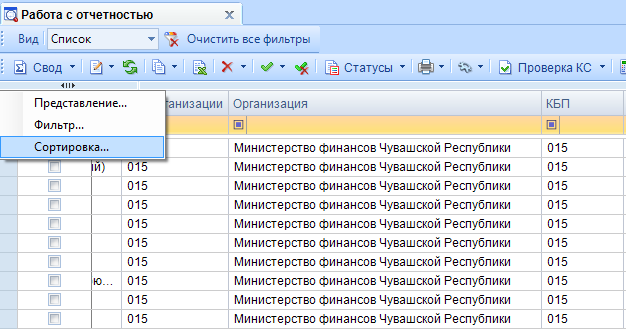 Работа с отчетностью
Вид Список Очистить все фильтры
Свод Статусы Проверка КС
Представление...
Фильтр...
Сортировка...
ганизации Организация КБП
Министерство финансов Чувашской Республики 015
ий) 015 Министерство финансов Чувашской Республики 015
015 Министерство финансов Чувашской Республики 015
015 Министерство финансов Чувашской Республики 015
015 Министерство финансов Чувашской Республики 015
015 Министерство финансов Чувашской Республики 015
015 Министерство финансов Чувашской Республики 015
ю... 015 Министерство финансов Чувашской Республики 015
015 Министерство финансов Чувашской Республики 015
015 Министерство финансов Чувашской Республики 015